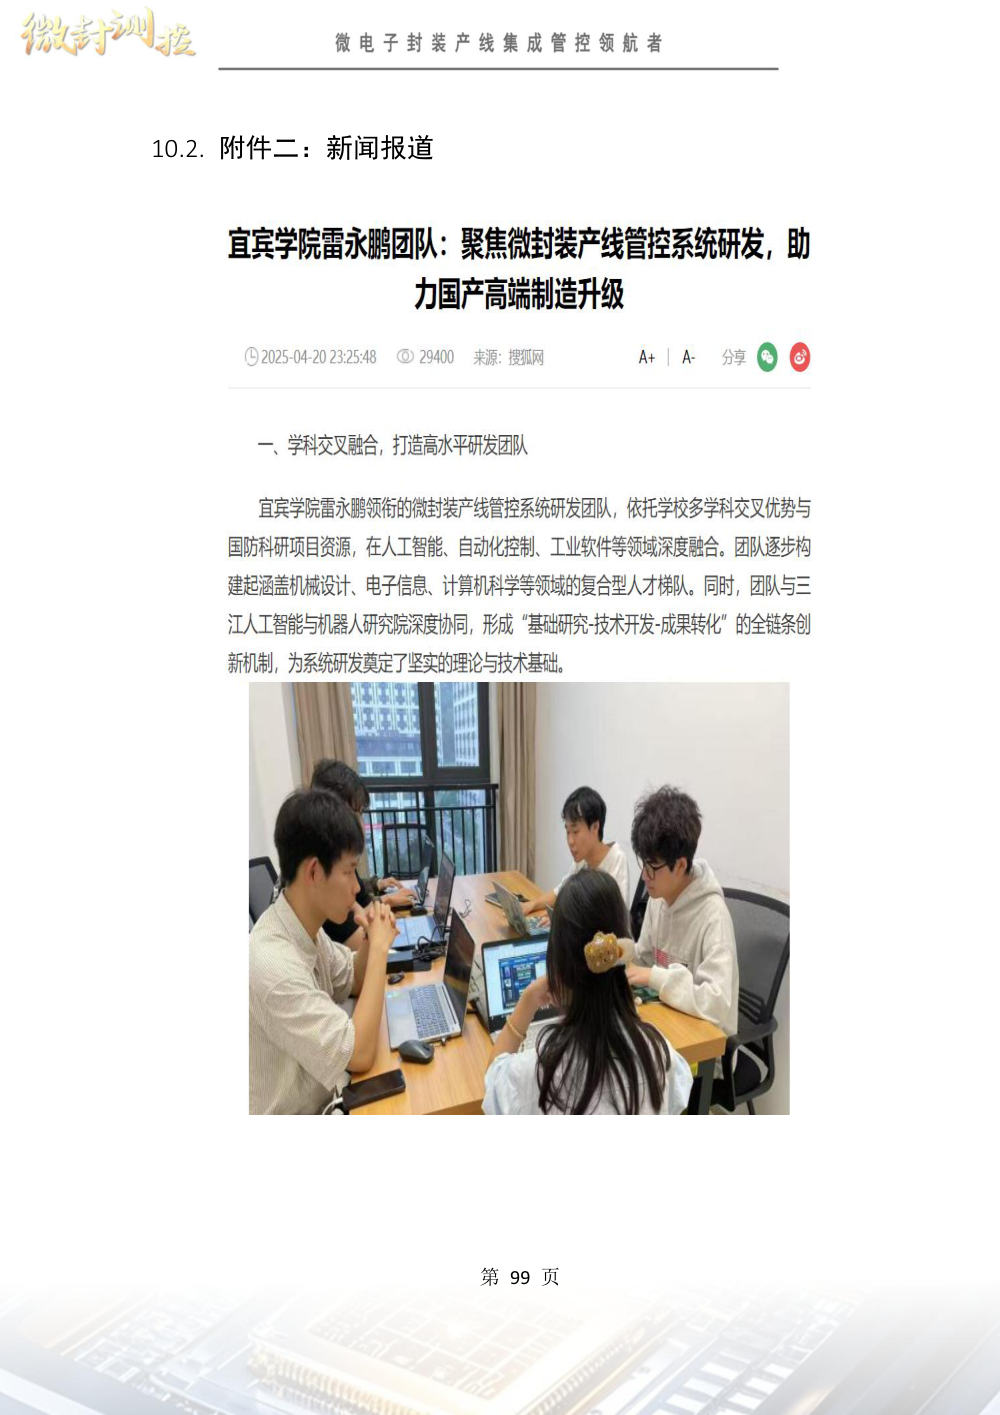 微封测控
微电子封装产线集成管控领航者
10.2. 附件二：新闻报道
宜宾学院雷永鹏团队：聚焦微封装产线管控系统研发，助
力国产高端制造升级
2025-04-20 23:25:48 29400 来源：搜狐网 A+ | A- 分享
一、学科交叉融合，打造高水平研发团队
宜宾学院雷永鹏领衔的微封装产线管控系统研发团队，依托学校多学科交叉优势与
国防科研项目资源，在人工智能、自动化控制、工业软件等领域深度融合。团队逐步构
建起涵盖机械设计、电子信息、计算机科学等领域的复合型人才梯队。同时，团队与三
江人工智能与机器人研究院深度协同，形成“基础研究-技术开发-成果转化”的全链条创
新机制，为系统研发奠定了坚实的理论与技术基础。
第 99 页